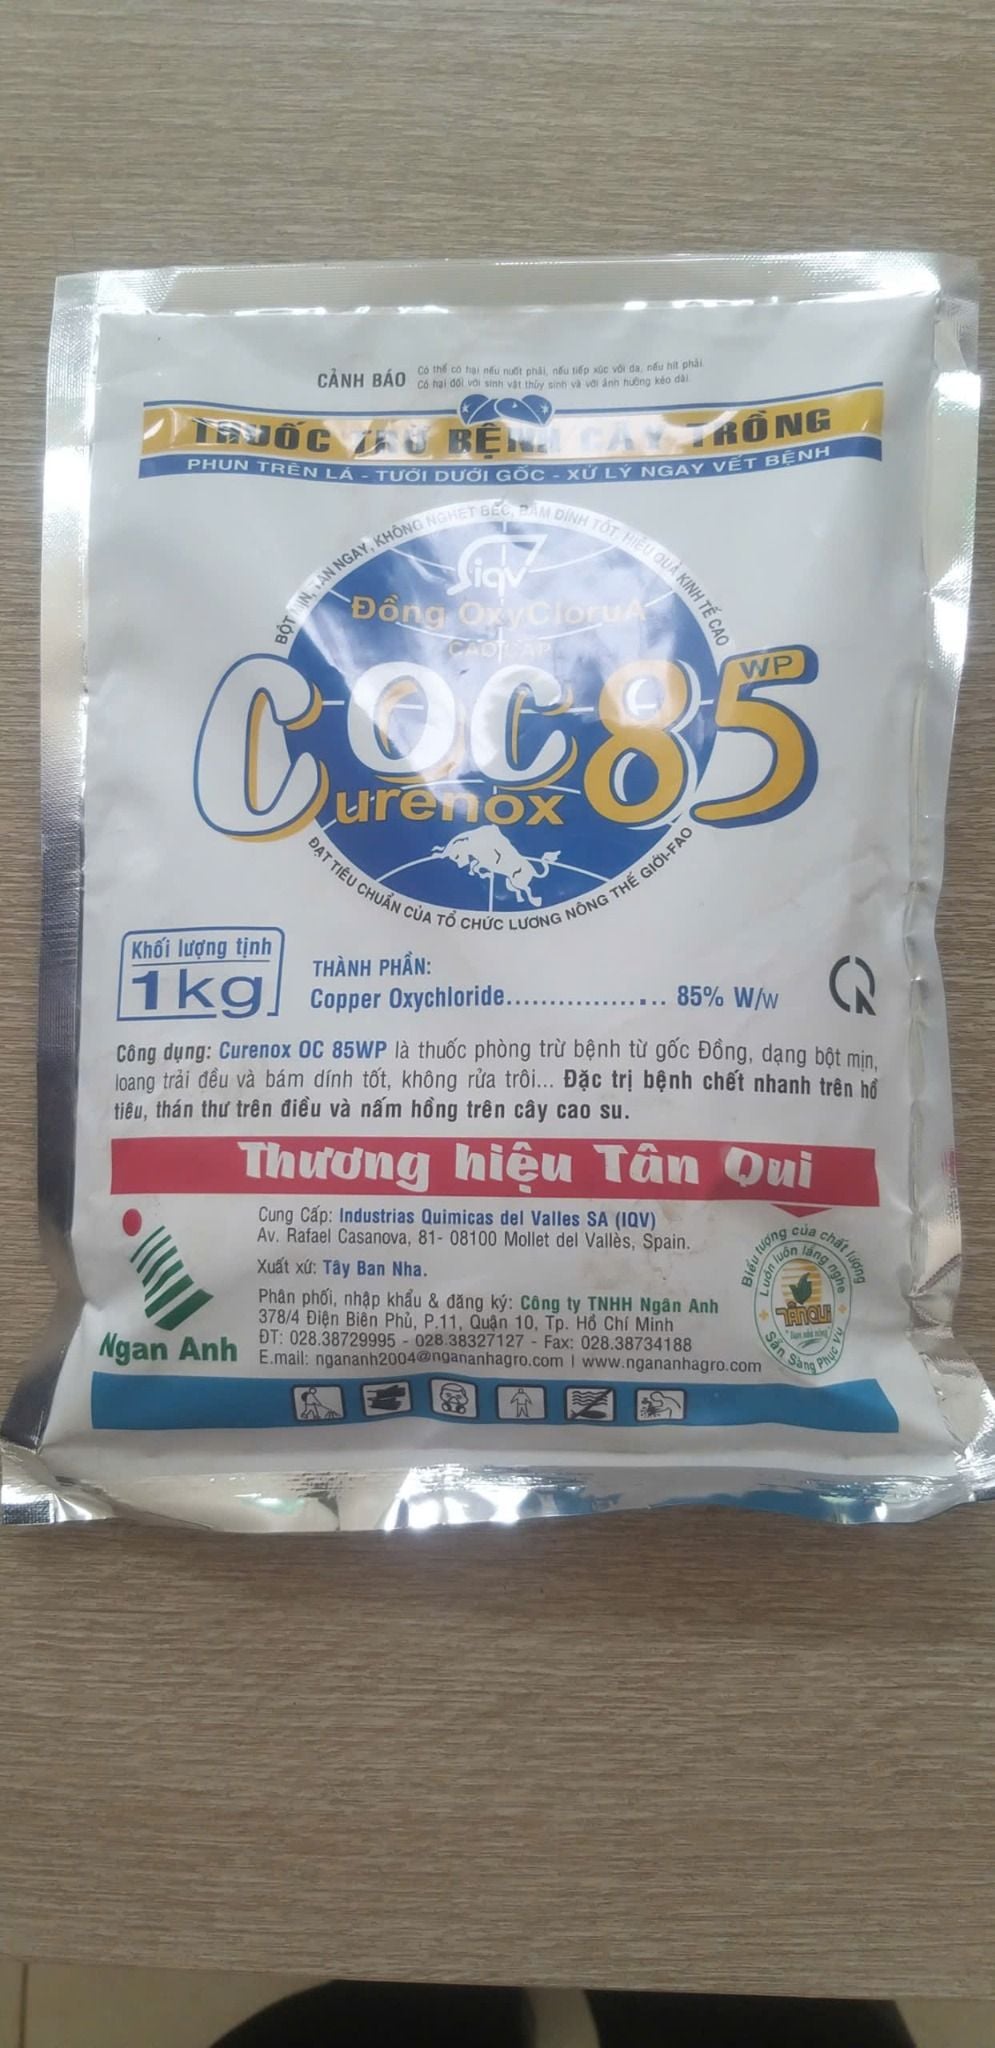 CẢNH BÁO
Có thể có hại nếu nuốt phải, nếu tiếp xúc với da, nếu hít phải.
Có hại đối với sinh vật thủy sinh và với ảnh hưởng kéo dài.
THUỐC TRỪ BỆNH CÂY TRỒNG
PHUN TRÊN LÁ - TƯỚI DƯỚI GỐC - XỬ LÝ NGAY VẾT BỆNH
BỘT MỊN, TAN NGAY, KHÔNG NGHẸT BÉC, BÁM DÍNH TỐT, HIỆU QUẢ KINH TẾ CAO
iqv
Đồng OxyCloruA
CAO CẤP
COC85 WP
Curenox
ĐẠT TIÊU CHUẨN CỦA TỔ CHỨC LƯƠNG NÔNG THẾ GIỚI-FAO
Khối lượng tịnh
1kg
THÀNH PHẦN:
Copper Oxychloride................... 85% W/w
Công dụng: Curenox OC 85WP là thuốc phòng trừ bệnh từ gốc Đồng, dạng bột mịn,
loang trải đều và bám dính tốt, không rửa trôi... Đặc trị bệnh chết nhanh trên hồ
tiêu, thán thư trên điều và nấm hồng trên cây cao su.
Thương hiệu Tân Qui
Cung Cấp: Industrias Quimicas del Valles SA (IQV)
Av. Rafael Casanova, 81- 08100 Mollet del Vallès, Spain.
Xuất xứ: Tây Ban Nha.
Phân phối, nhập khẩu & đăng ký: Công ty TNHH Ngân Anh
378/4 Điện Biên Phủ, P.11, Quận 10, Tp. Hồ Chí Minh
ĐT: 028.38729995 - 028.38327127 - Fax: 028.38734188
E.mail: ngananh2004@ngananhagro.com | www.ngananhagro.com
Ngan Anh
Biểu tượng của chất lượng
Luôn luôn lắng nghe
TÂN QUI
Sẵn Sàng Phục Vụ